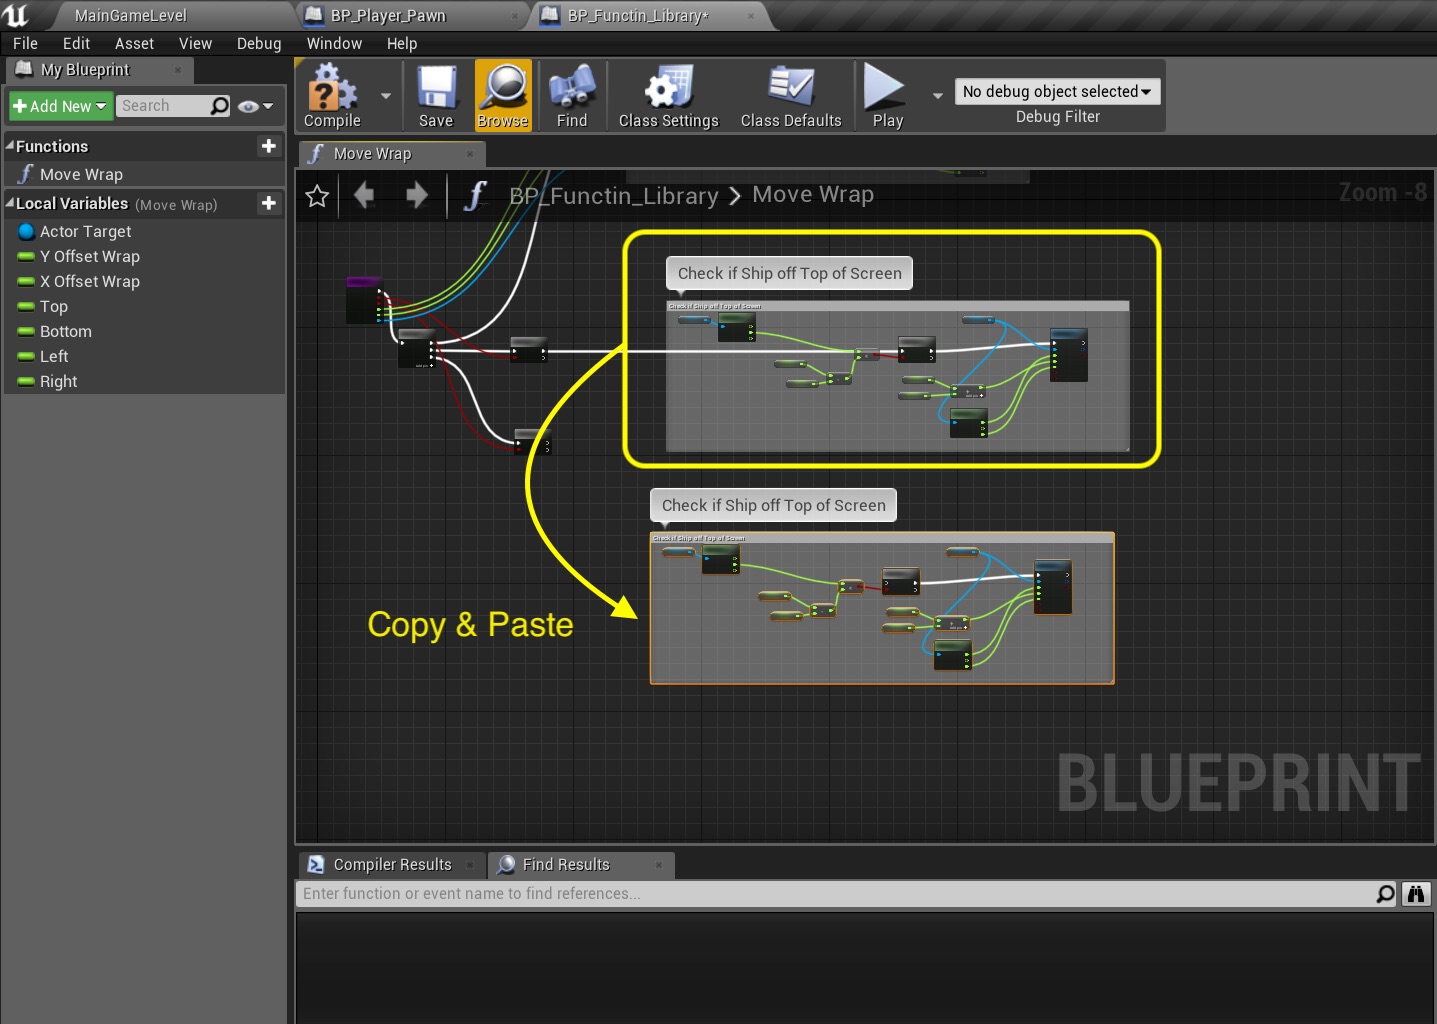 MainGameLevel
BP_Player_Pawn
BP_Functin_Library*
File Edit Asset View Debug Window Help
My Blueprint
Add New
Search
Compile
Save
Browse
Find
Class Settings
Class Defaults
Play
No debug object selected
Debug Filter
Functions
Move Wrap
Local Variables (Move Wrap)
Actor Target
Y Offset Wrap
X Offset Wrap
Top
Bottom
Left
Right
Move Wrap
BP_Functin_Library > Move Wrap
Zoom -8
Check if Ship off Top of Screen
Check if Ship off Top of Screen
Check if Ship off Top of Screen
Check if Ship off Top of Screen
Copy & Paste
BLUEPRINT
Compiler Results
Find Results
Enter function or event name to find references...